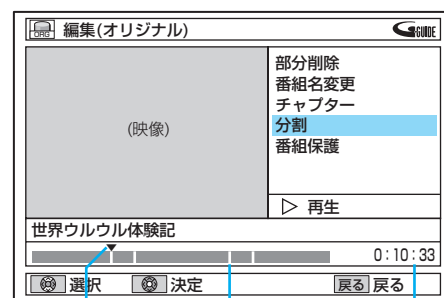 ORG 編集(オリジナル) GGUIDE
(映像)
部分削除
番組名変更
チャプター
分割
番組保護
▷ 再生
世界ウルウル体験記
0:10:33
選択 決定 戻る 戻る